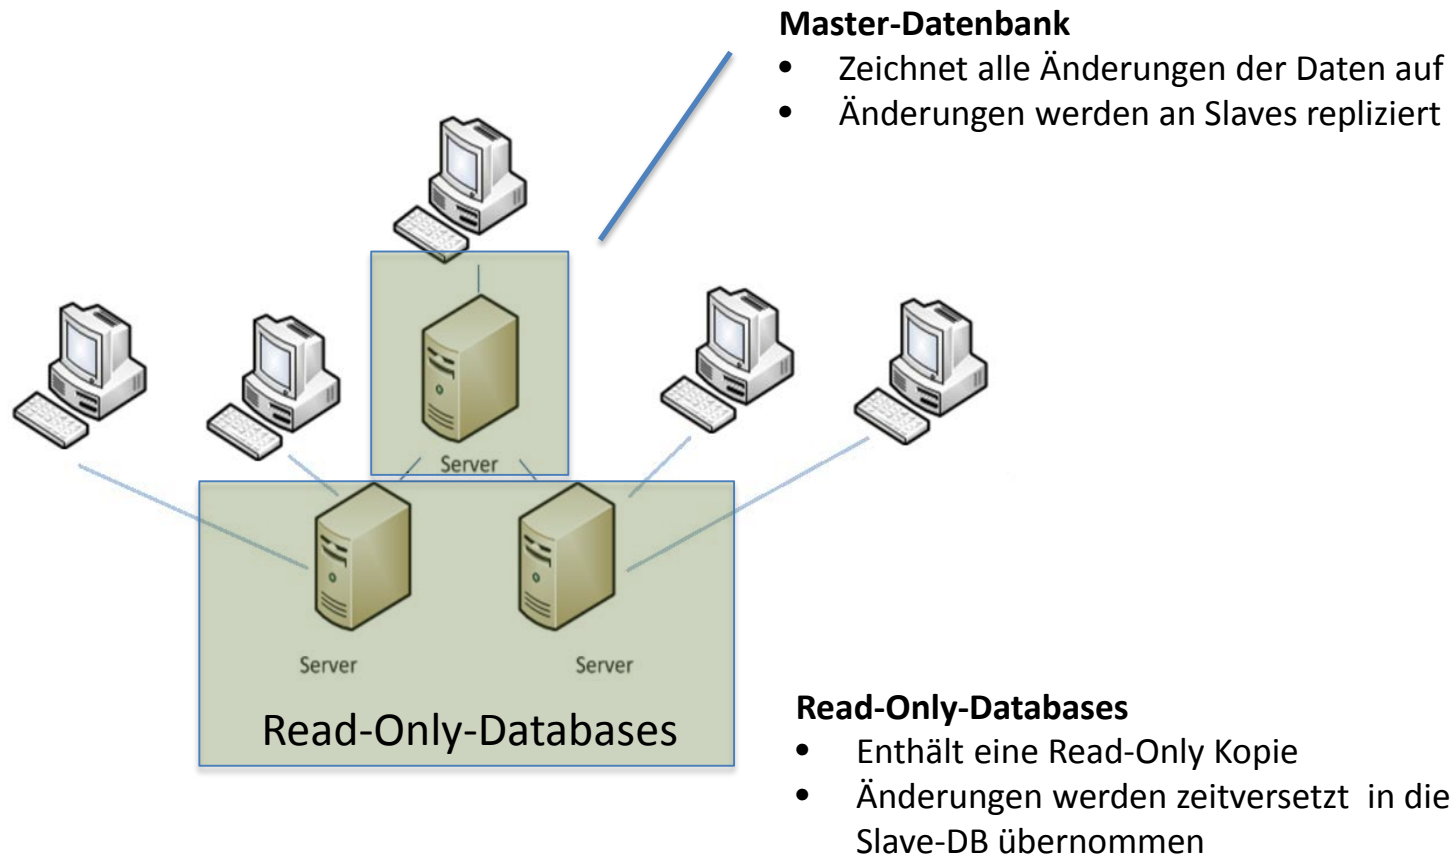 Master-Datenbank
• Zeichnet alle Änderungen der Daten auf
• Änderungen werden an Slaves repliziert
Server
Server
Server
Read-Only-Databases
Read-Only-Databases
• Enthält eine Read-Only Kopie
• Änderungen werden zeitversetzt in die
Slave-DB übernommen